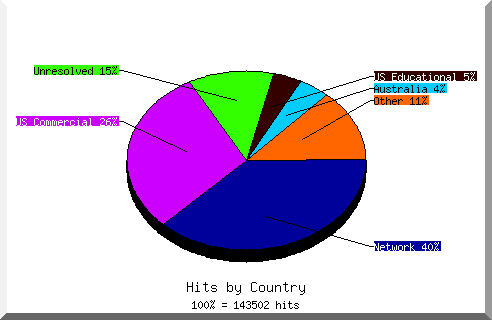 Unresolved 15%
US Educational 5%
Australia 4%
Other 11%
US Commercial 26%
Network 40%
Hits by Country
100% = 143502 hits